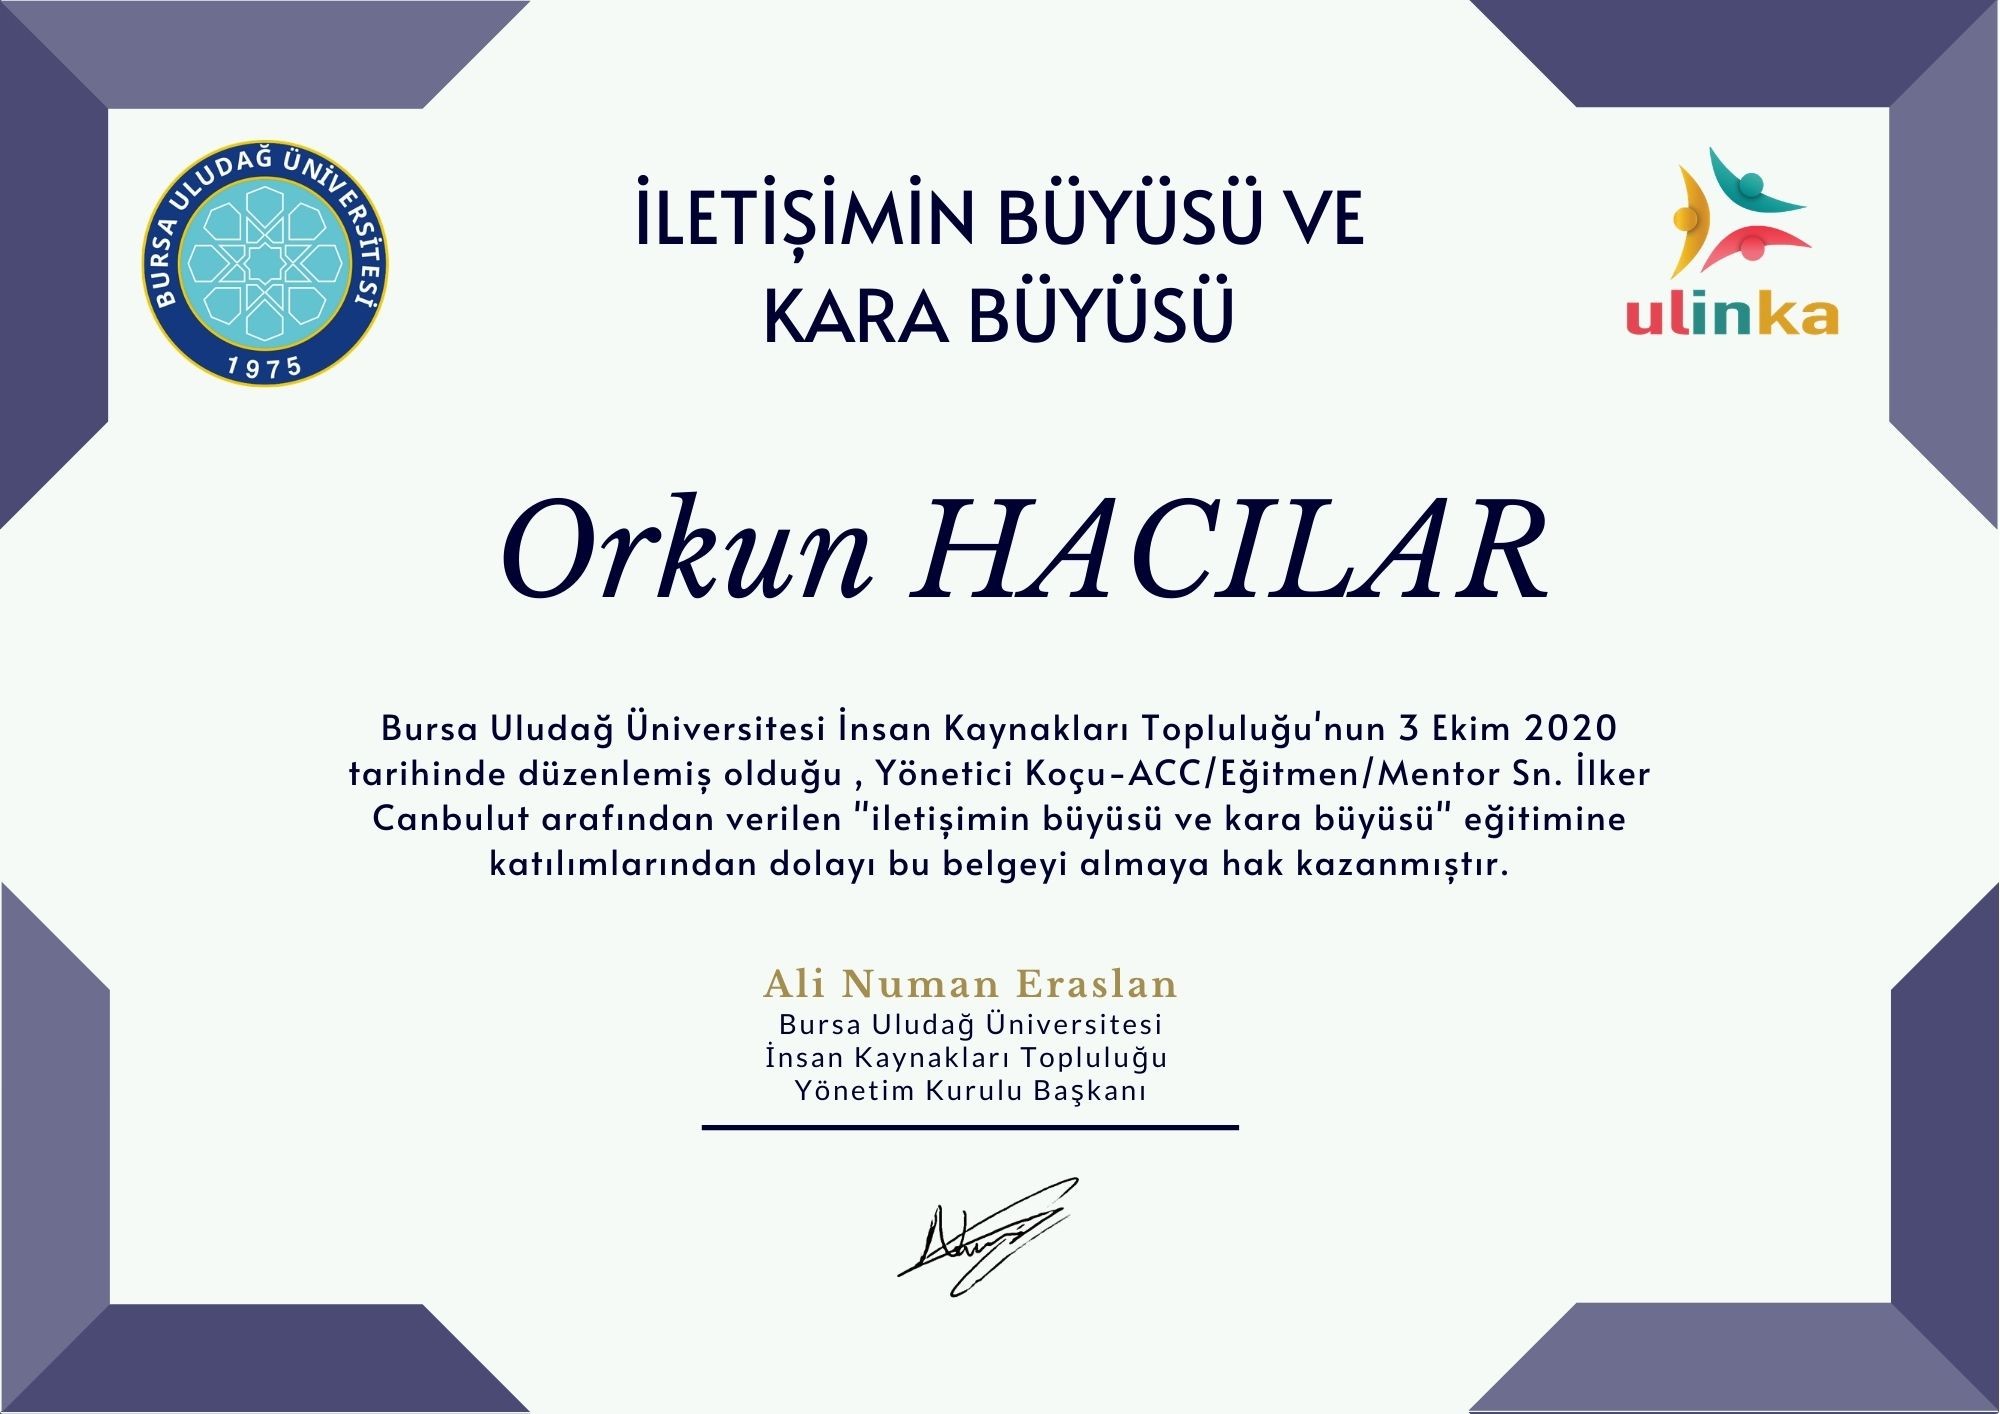 BURSA ULUDAĞ ÜNİVERSİTESİ
1975
İLETİŞİMİN BÜYÜSÜ VE
KARA BÜYÜSÜ
ulinka
Orkun HACILAR
Bursa Uludağ Üniversitesi İnsan Kaynakları Topluluğu'nun 3 Ekim 2020
tarihinde düzenlemiş olduğu , Yönetici Koçu-ACC/Eğitmen/Mentor Sn. İlker
Canbulut arafından verilen "iletişimin büyüsü ve kara büyüsü" eğitimine
katılımlarından dolayı bu belgeyi almaya hak kazanmıştır.
Ali Numan Eraslan
Bursa Uludağ Üniversitesi
İnsan Kaynakları Topluluğu
Yönetim Kurulu Başkanı